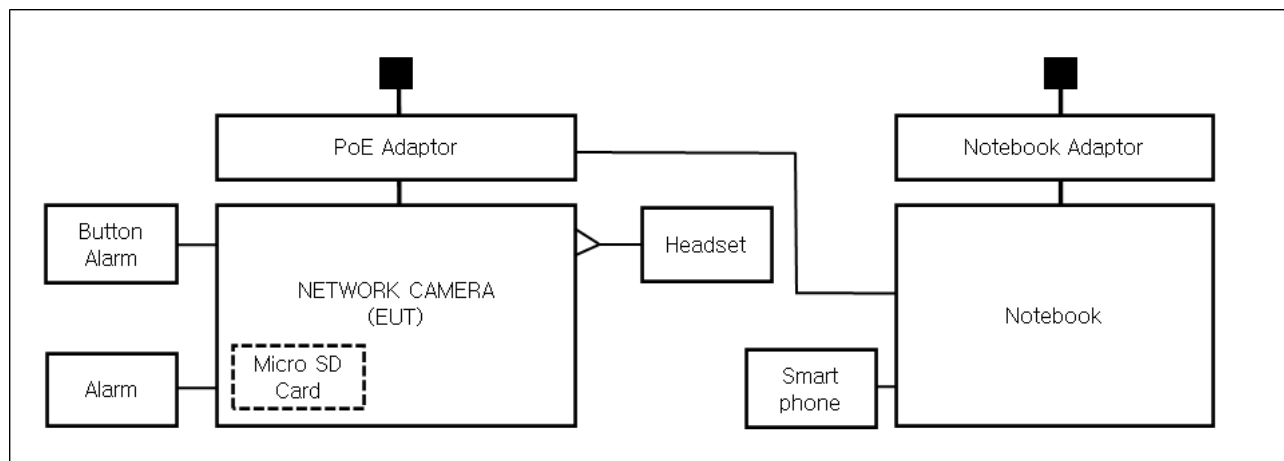 PoE Adaptor
Notebook Adaptor
Button
Alarm
Headset
NETWORK CAMERA
(EUT)
Notebook
Micro SD
Card
Alarm
Smart
phone